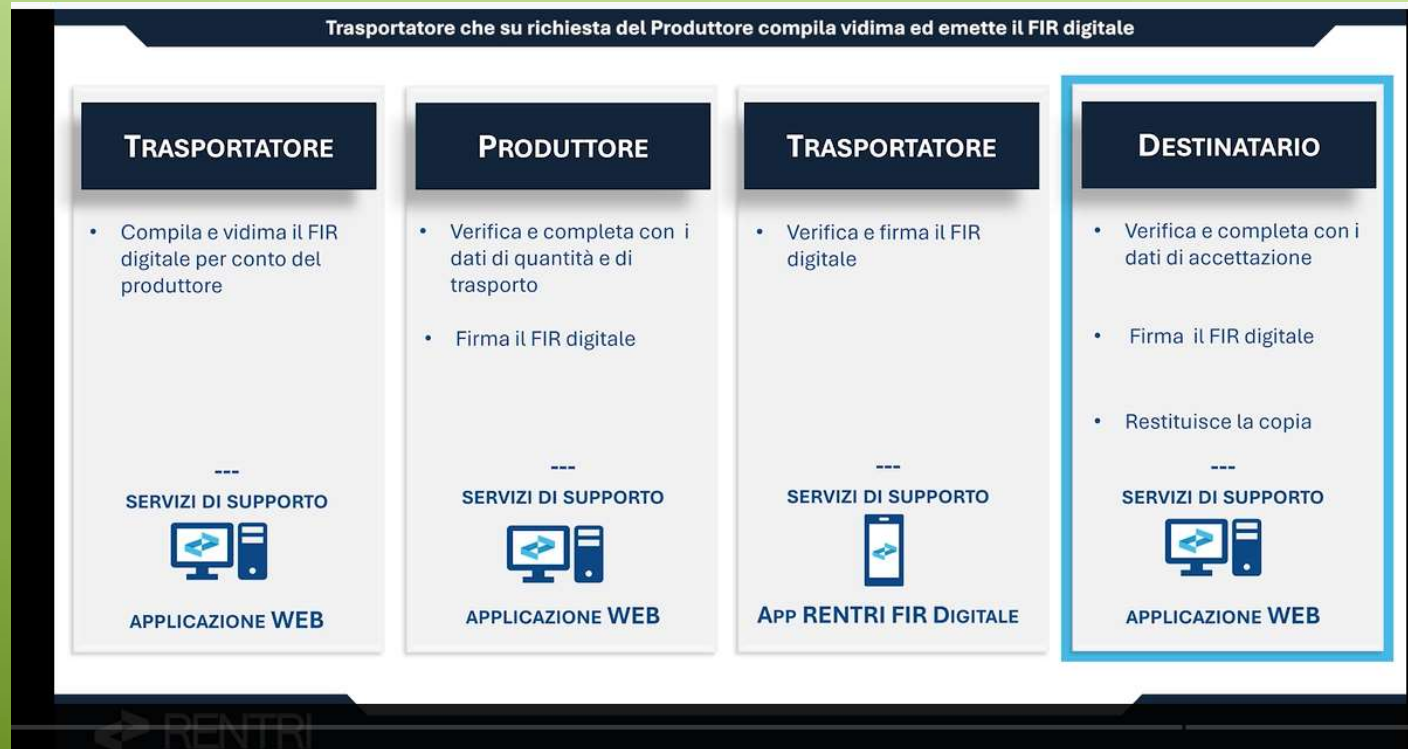 Trasportatore che su richiesta del Produttore compila vidima ed emette il FIR digitale
TRASPORTATORE
• Compila e vidima il FIR
digitale per conto del
produttore
---
SERVIZI DI SUPPORTO
APPLICAZIONE WEB
PRODUTTORE
• Verifica e completa con i
dati di quantità e di
trasporto
• Firma il FIR digitale
---
SERVIZI DI SUPPORTO
APPLICAZIONE WEB
TRASPORTATORE
• Verifica e firma il FIR
digitale
---
SERVIZI DI SUPPORTO
APP RENTRI FIR DIGITALE
DESTINATARIO
• Verifica e completa con i
dati di accettazione
• Firma il FIR digitale
• Restituisce la copia
---
SERVIZI DI SUPPORTO
APPLICAZIONE WEB
RENTRI